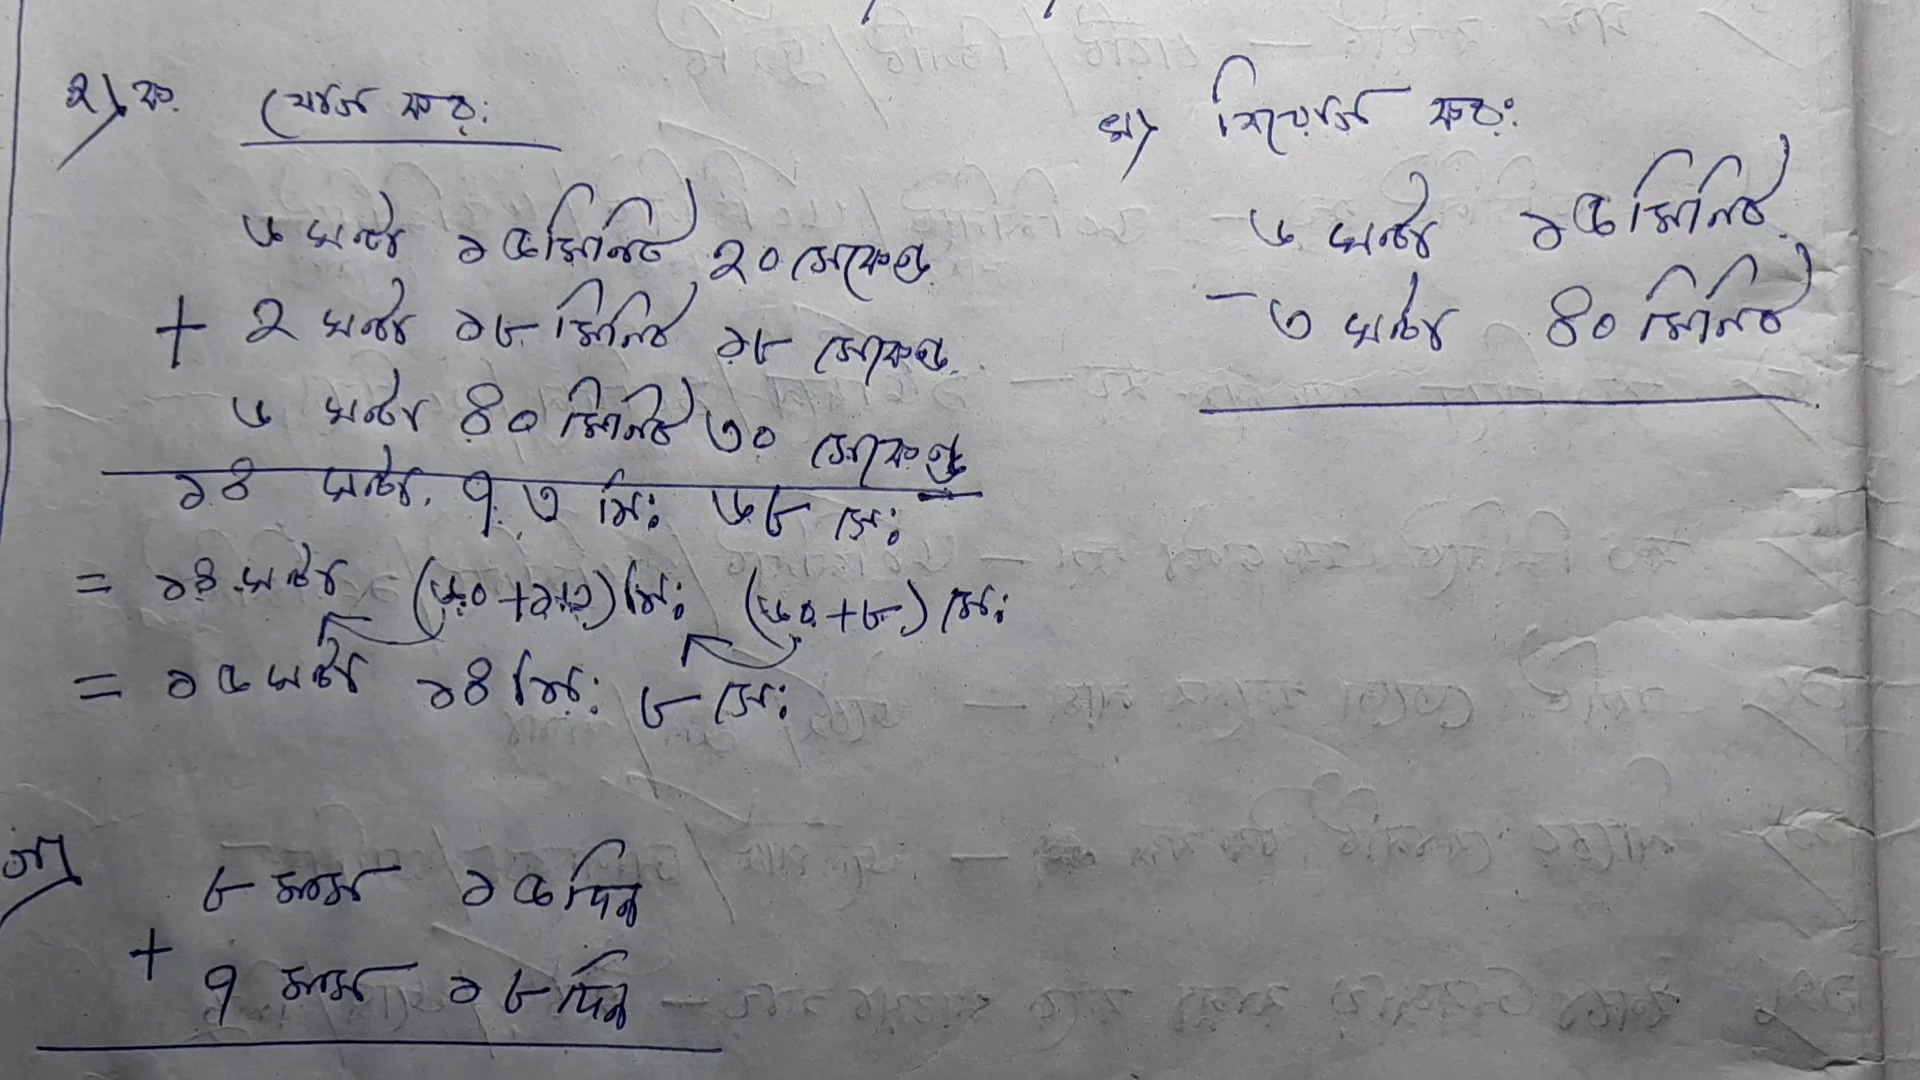 ২) ক. যোগ কর:
৬ ঘন্টা ১৫ মিনিট ২০ সেকেণ্ড
+ ২ ঘন্টা ১৮ মিনিট ১৮ সেকেণ্ড
৬ ঘন্টা ৪০ মিনিট ৩০ সেকেণ্ড
১৪ ঘন্টা ৭৩ মি: ৬৮ সে:
= ১৪ ঘন্টা (৬০+১৩) মি: (৬০+৮) সে:
= ১৫ ঘন্টা ১৪ মি: ৮ সে:
খ) বিয়োগ কর:
৬ ঘন্টা ১৫ মিনিট
- ৩ ঘন্টা ৪০ মিনিট
গ)
৮ মাস ১৫ দিন
+ ৭ মাস ১৮ দিন